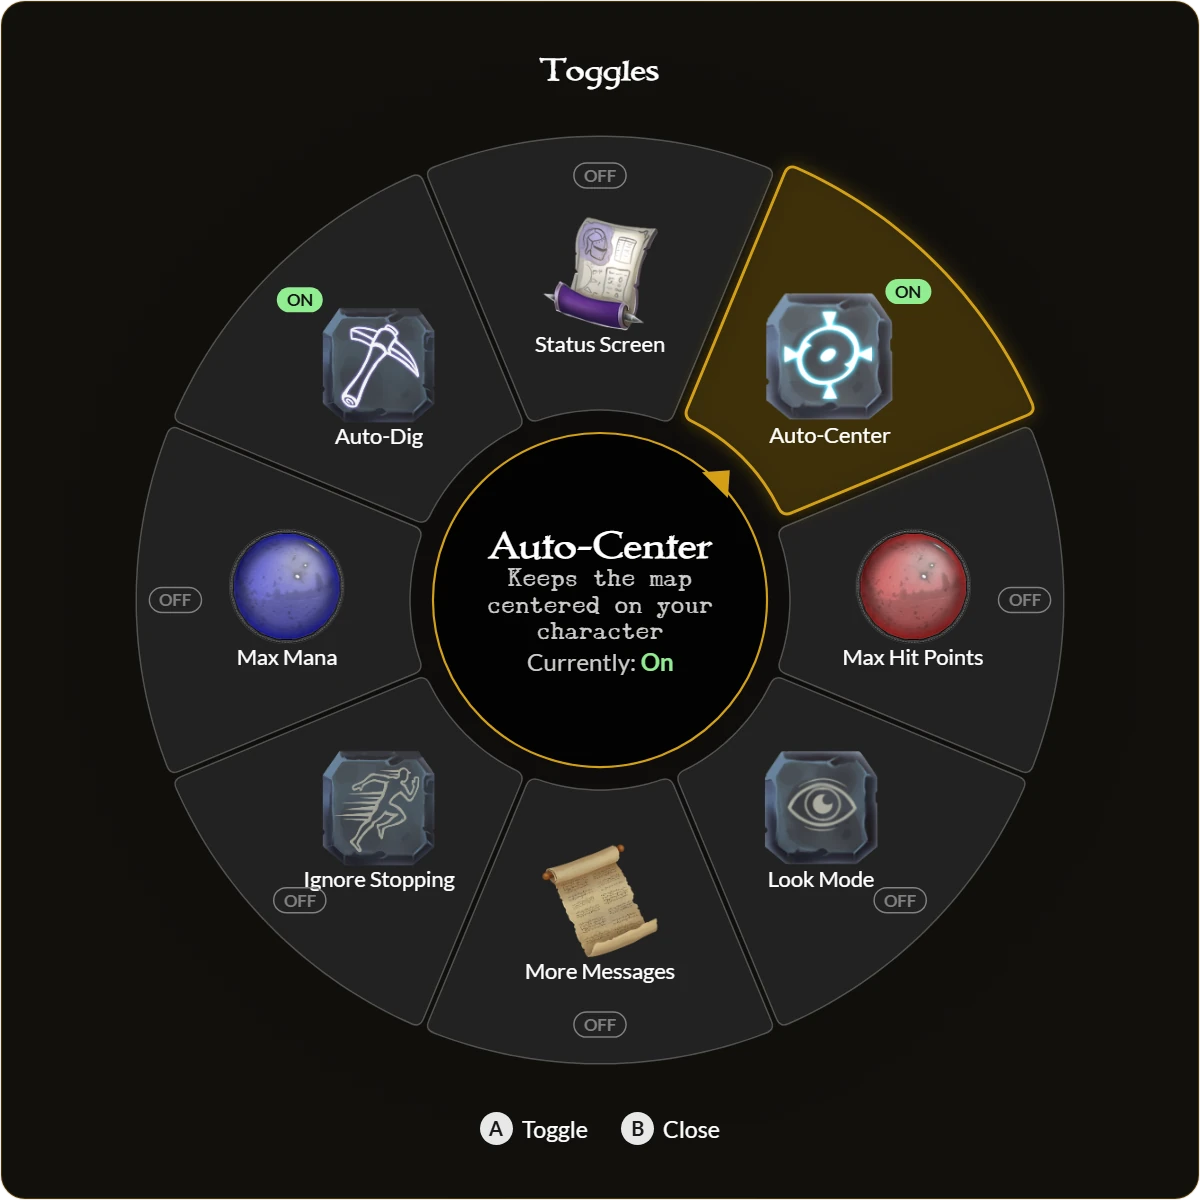 Toggles
OFF
Status Screen
ON
Auto-Center
ON
Auto-Dig
Auto-Center
Keeps the map
centered on your
character
Currently: On
OFF
Max Mana
OFF
Max Hit Points
Ignore Stopping
OFF
Look Mode
OFF
More Messages
OFF
A Toggle
B Close